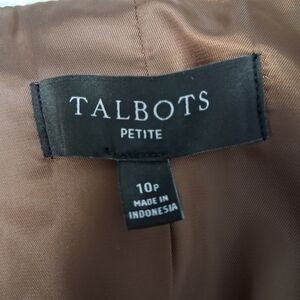 TALBOTS
PETITE
10P
MADE IN
INDONESIA